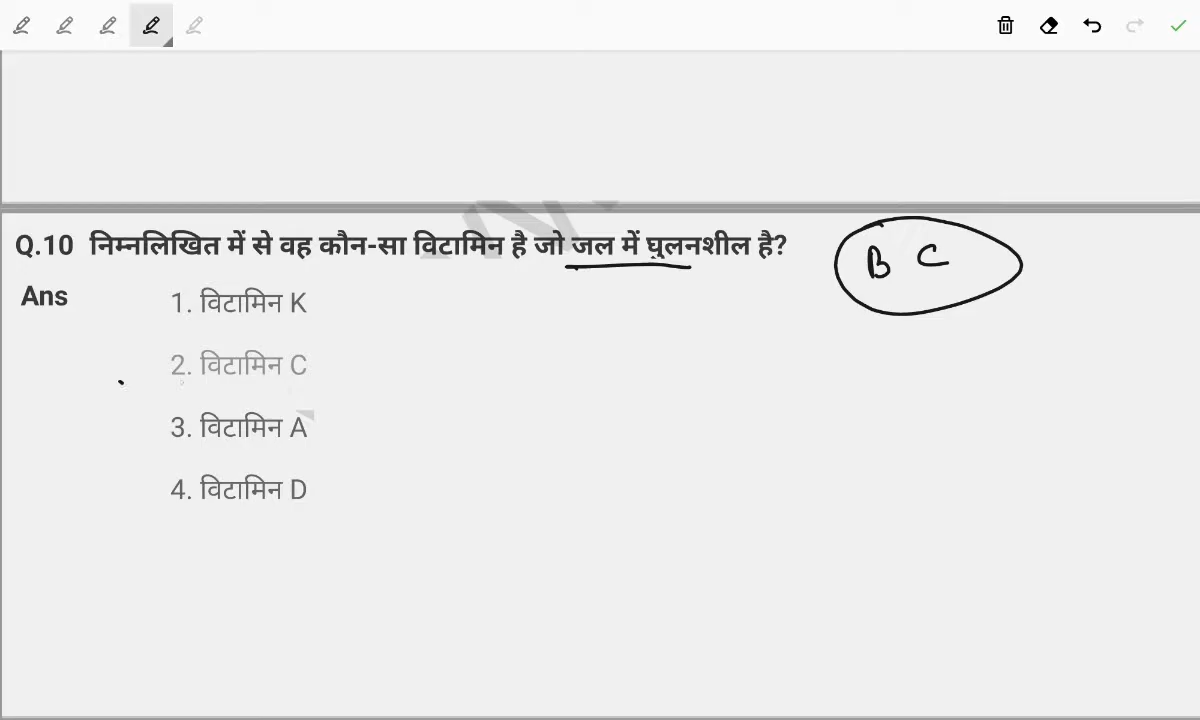 Q.10 निम्नलिखित में से वह कौन-सा विटामिन है जो जल में घुलनशील है?
B C
Ans
1. विटामिन K
2. विटामिन C
3. विटामिन A
4. विटामिन D